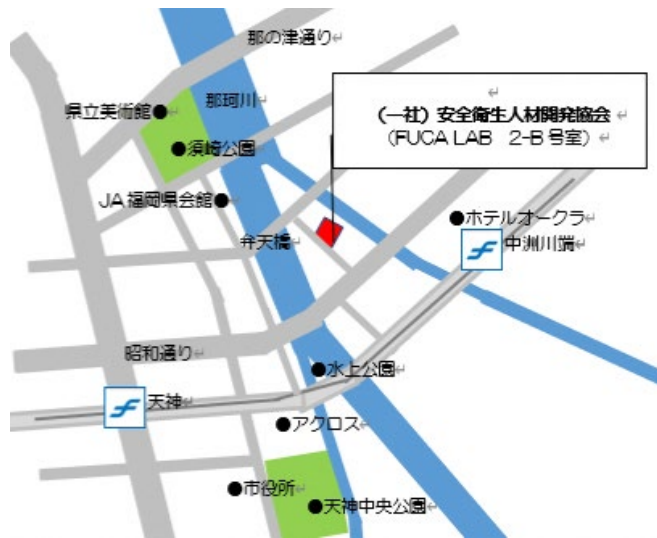 那の津通り
県立美術館
那珂川
(一社)安全衛生人材開発協会
(FUCA LAB 2-B号室)
須崎公園
JA福岡県会館
弁天橋
ホテルオークラ
中洲川端
昭和通り
水上公園
天神
アクロス
市役所
天神中央公園